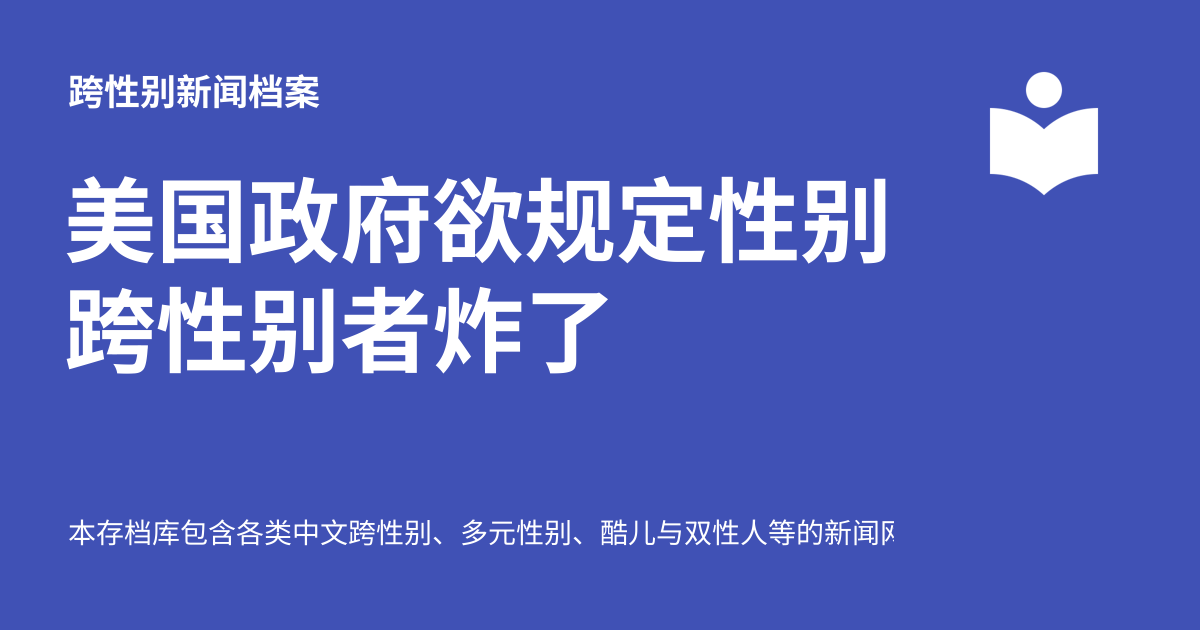 跨性别新闻档案
美国政府欲规定性别
跨性别者炸了
本存档库包含各类中文跨性别、多元性别、酷儿与双性人等的新闻